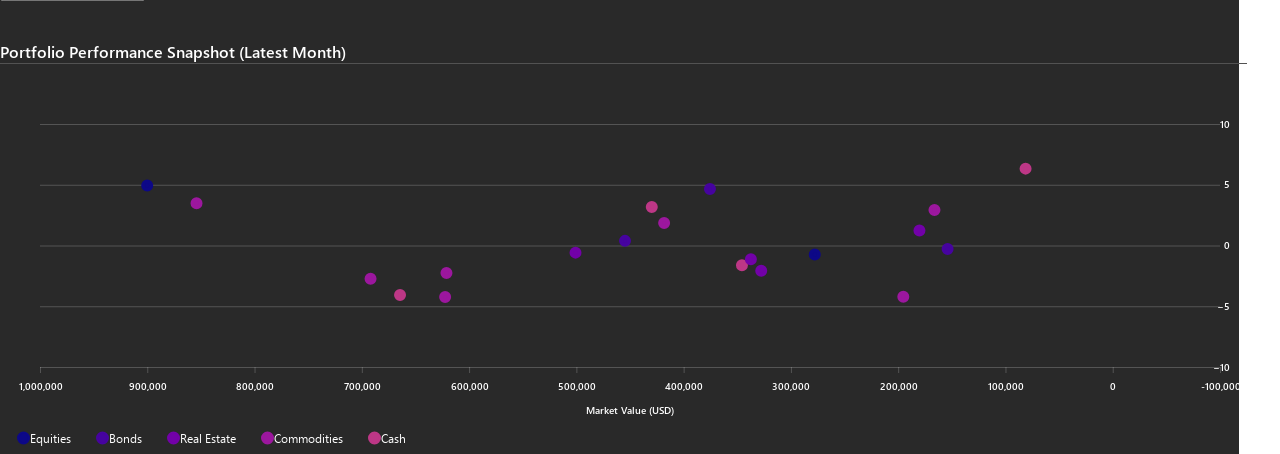 Portfolio Performance Snapshot (Latest Month)
10
5
0
−5
−10
1,000,000 900,000 800,000 700,000 600,000 500,000 400,000 300,000 200,000 100,000 0 -100,000
Market Value (USD)
Equities Bonds Real Estate Commodities Cash